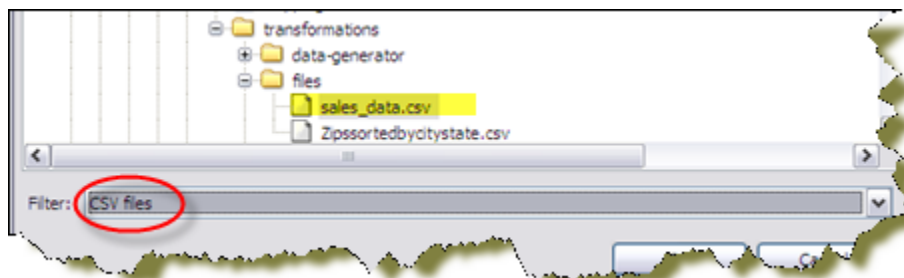 transformations
data-generator
files
sales_data.csv
Zipssortedbycitystate.csv
Filter: CSV files